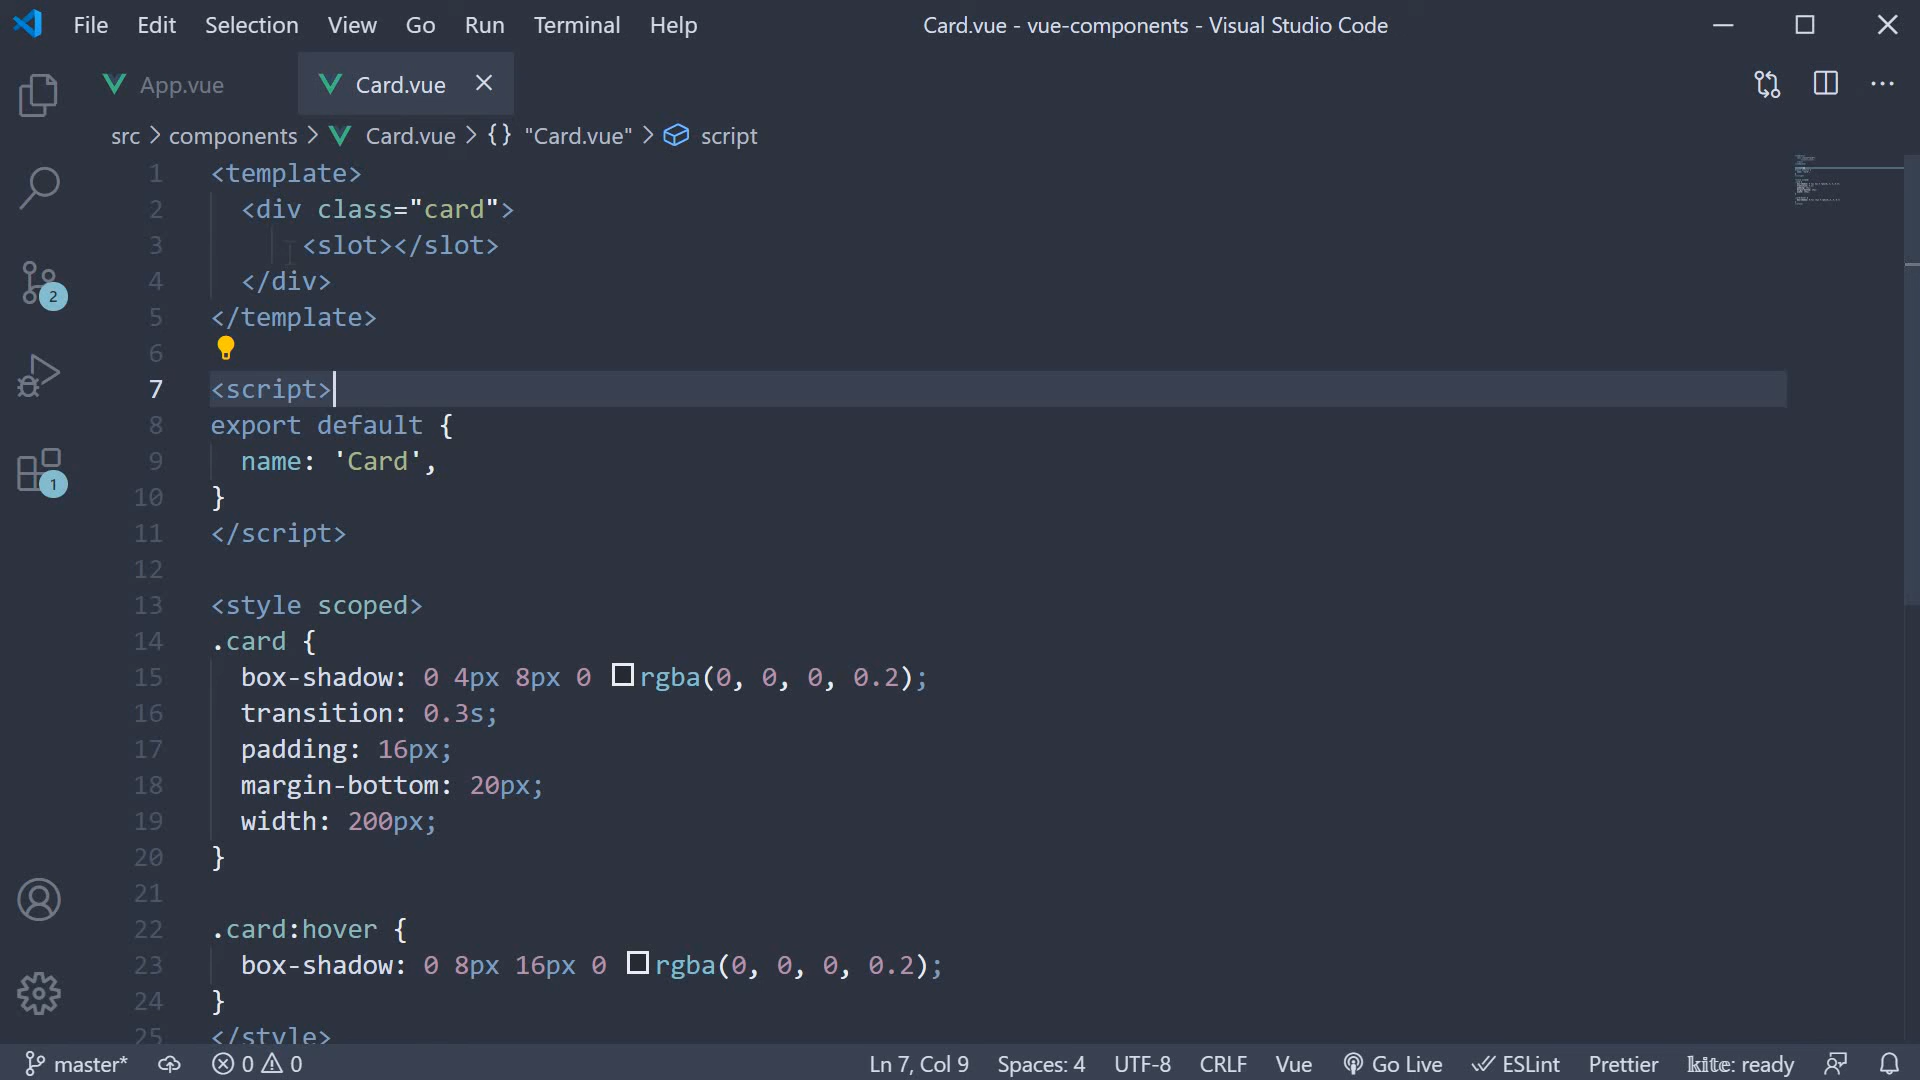 File Edit Selection View Go Run Terminal Help Card.vue - vue-components - Visual Studio Code
App.vue Card.vue
src > components > Card.vue > {} "Card.vue" > script
1 <template>
2 <div class="card">
3 <slot></slot>
4 </div>
5 </template>
6
7 <script>
8 export default {
9 name: 'Card',
10 }
11 </script>
12
13 <style scoped>
14 .card {
15 box-shadow: 0 4px 8px 0 rgba(0, 0, 0, 0.2);
16 transition: 0.3s;
17 padding: 16px;
18 margin-bottom: 20px;
19 width: 200px;
20 }
21
22 .card:hover {
23 box-shadow: 0 8px 16px 0 rgba(0, 0, 0, 0.2);
24 }
25 </style>
2
1
master* 0 0 Ln 7, Col 9 Spaces: 4 UTF-8 CRLF Vue Go Live ESLint Prettier kite: ready